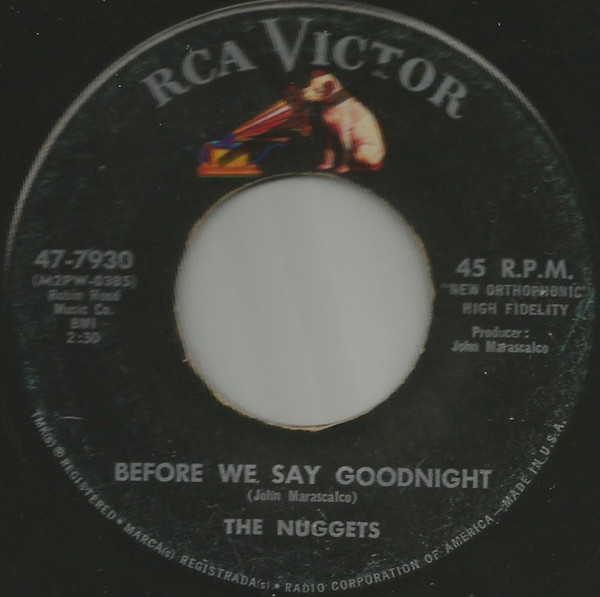 RCA VICTOR
47-7930
(M2PW-0385)
Robin Hood
Music Co.
BMI
2:30
45 R.P.M.
"NEW ORTHOPHONIC"
HIGH FIDELITY
Producer:
John Marascalco
BEFORE WE SAY GOODNIGHT
(John Marascalco)
THE NUGGETS
TMK(s) ® REGISTERED • MARCA(s) REGISTRADA(s) • RADIO CORPORATION OF AMERICA—MADE IN U.S.A.